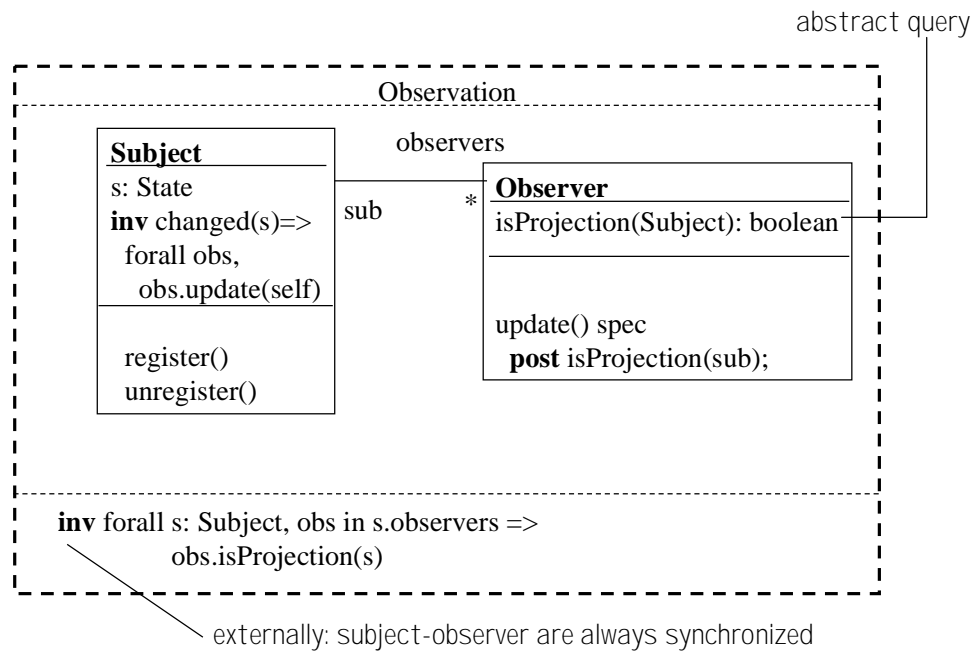 abstract query
Observation
Subject
s: State
inv changed(s)=>
forall obs,
obs.update(self)
register()
unregister()
observers
sub
*
Observer
isProjection(Subject): boolean
update() spec
post isProjection(sub);
inv forall s: Subject, obs in s.observers =>
obs.isProjection(s)
externally: subject-observer are always synchronized